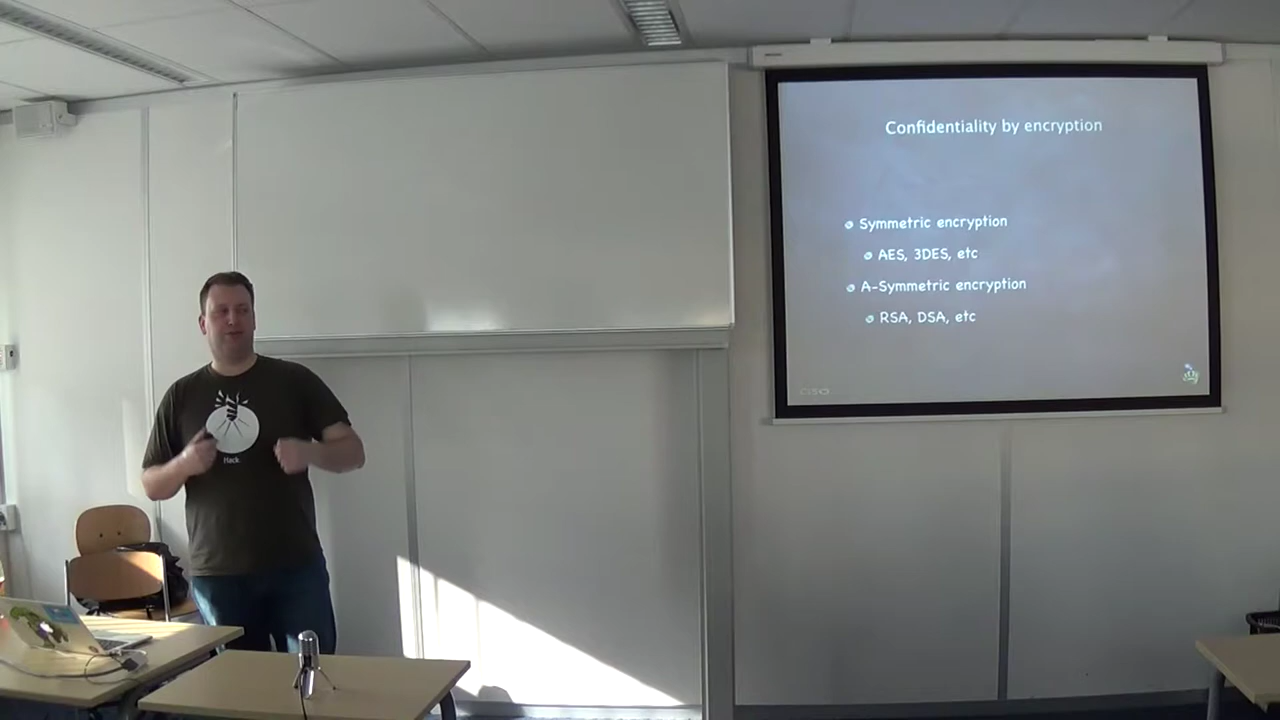 Confidentiality by encryption
Symmetric encryption
AES, 3DES, etc
A-Symmetric encryption
RSA, DSA, etc
Hack